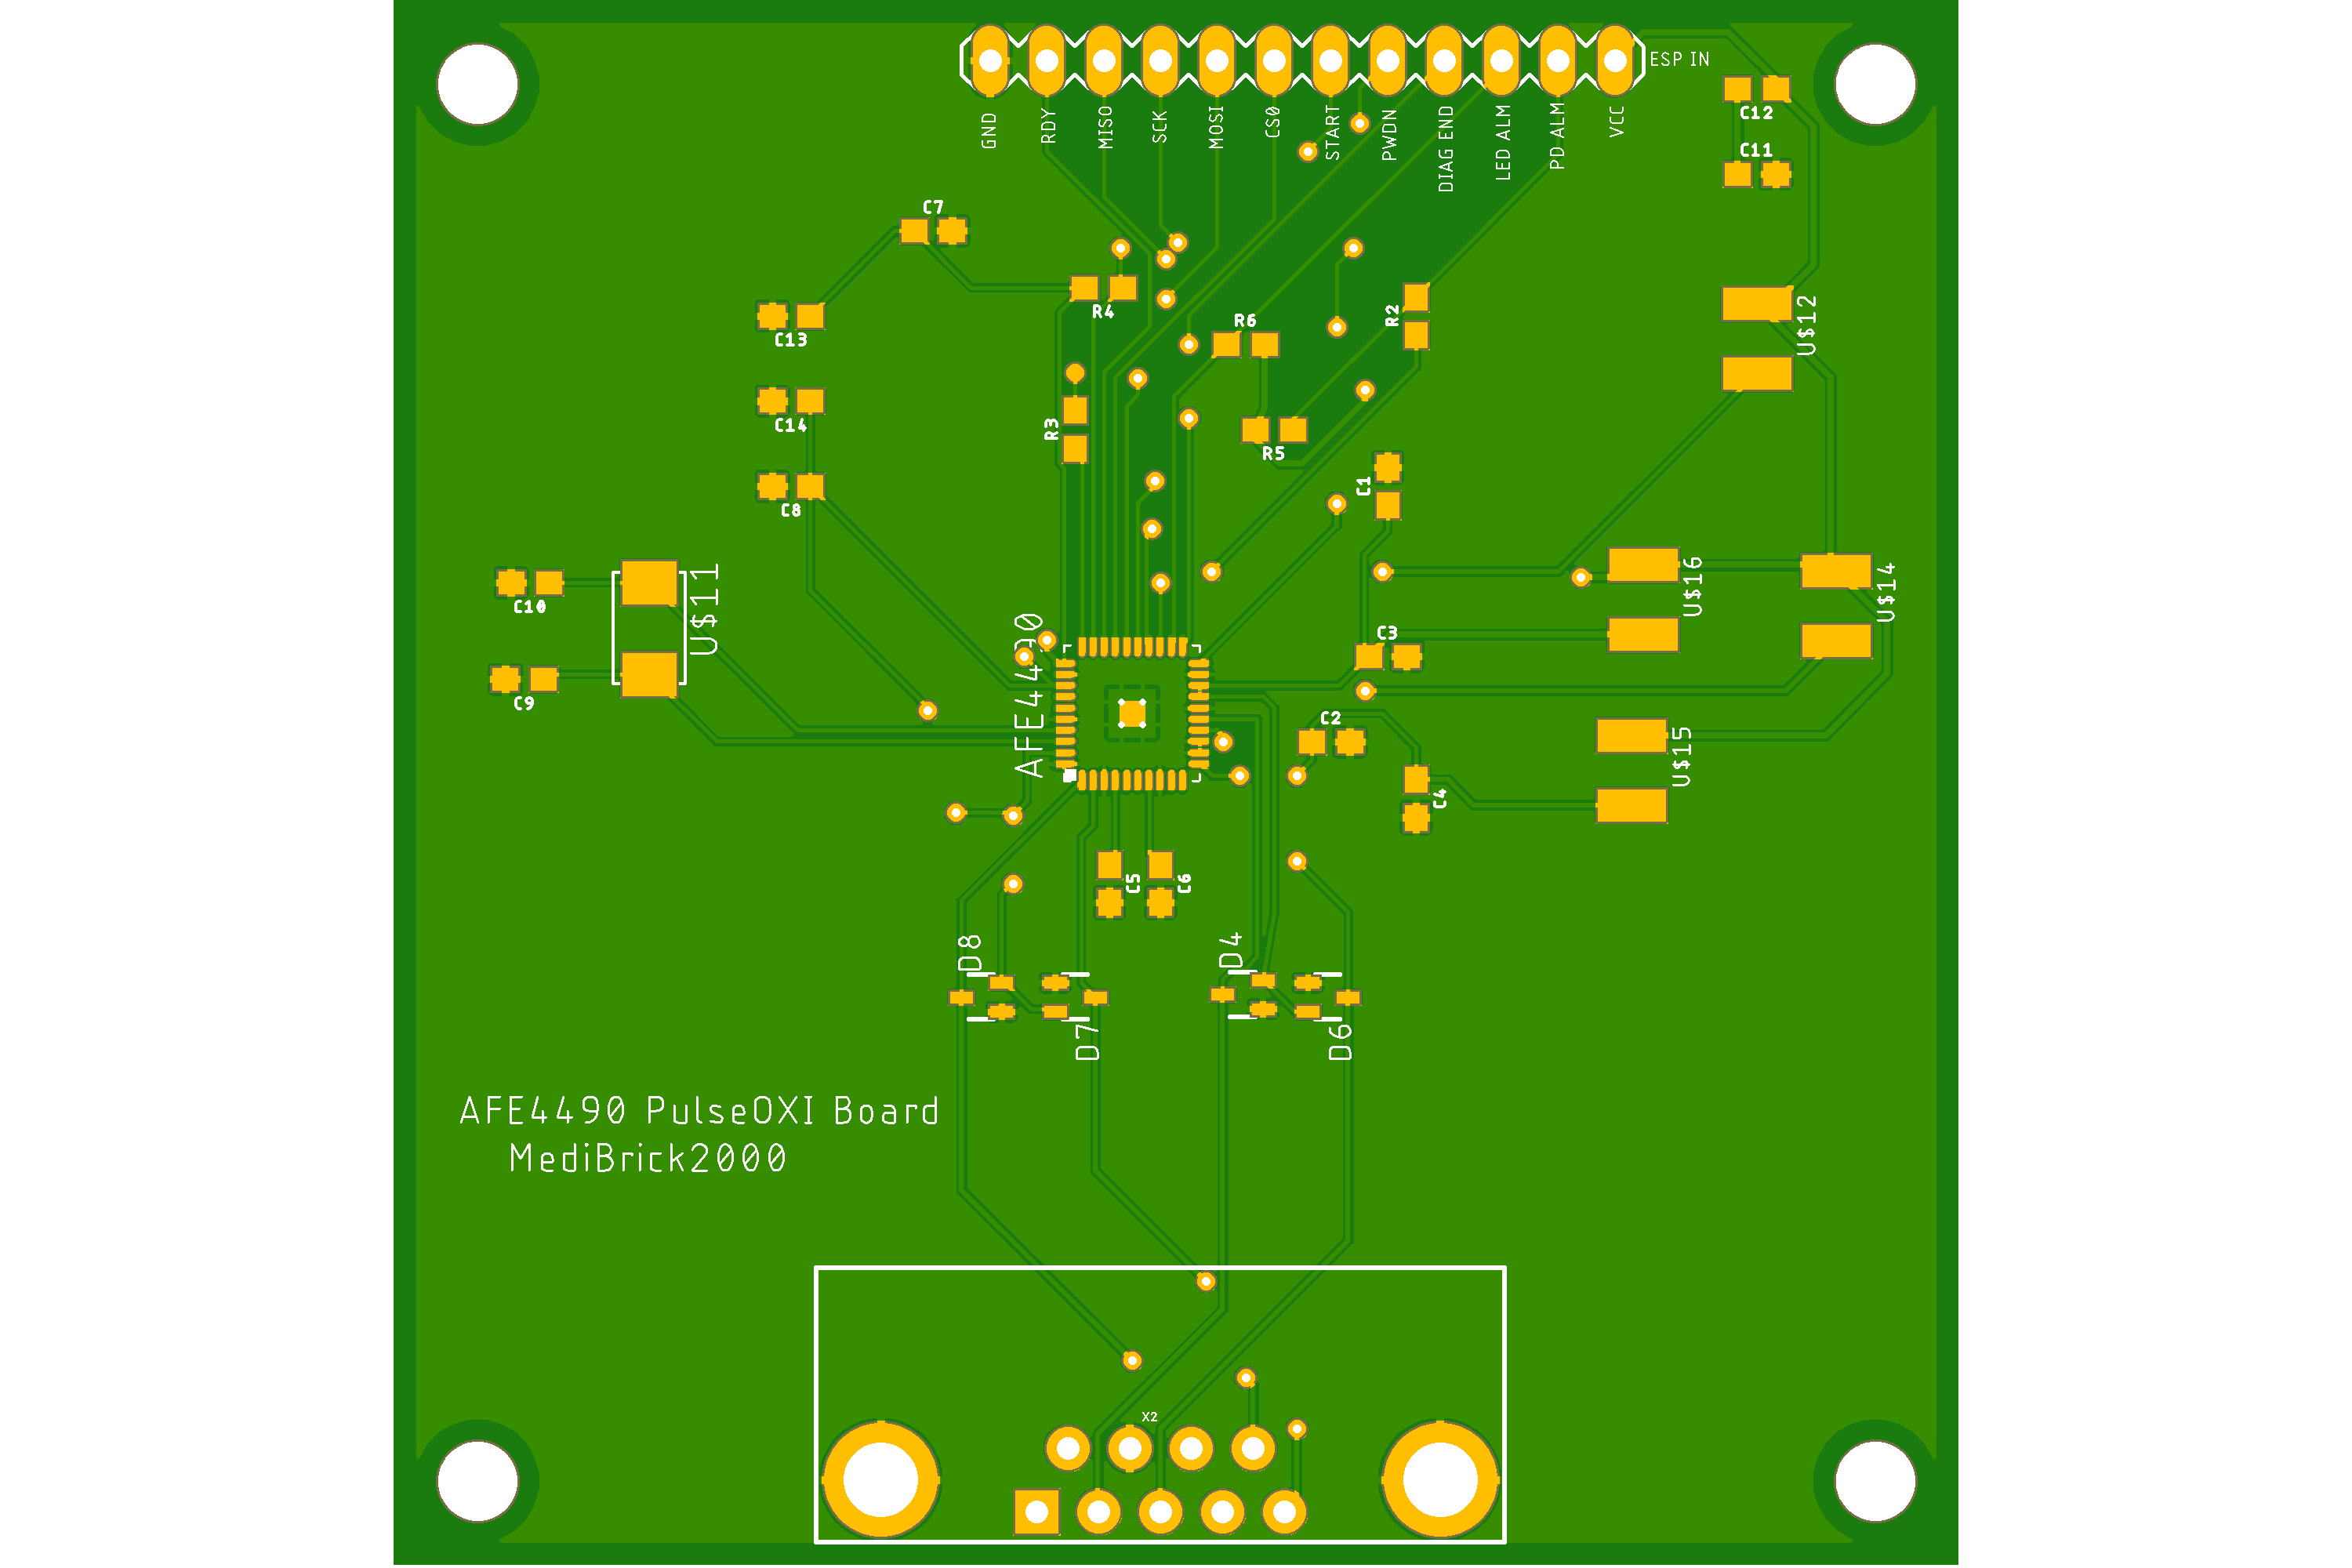 ESP IN
GND
RDY
MISO
SCK
MOSI
CS0
START
PWDN
DIAG END
LED ALM
PD ALM
VCC
C12
C11
C7
R4
R6
R2
U$12
C13
C14
C8
R3
R5
C1
C10
U$11
C9
AFE4490
C3
U$16
U$14
C2
U$15
C4
C5
C6
D8
D4
D7
D6
AFE4490 PulseOXI Board
MediBrick2000
X2